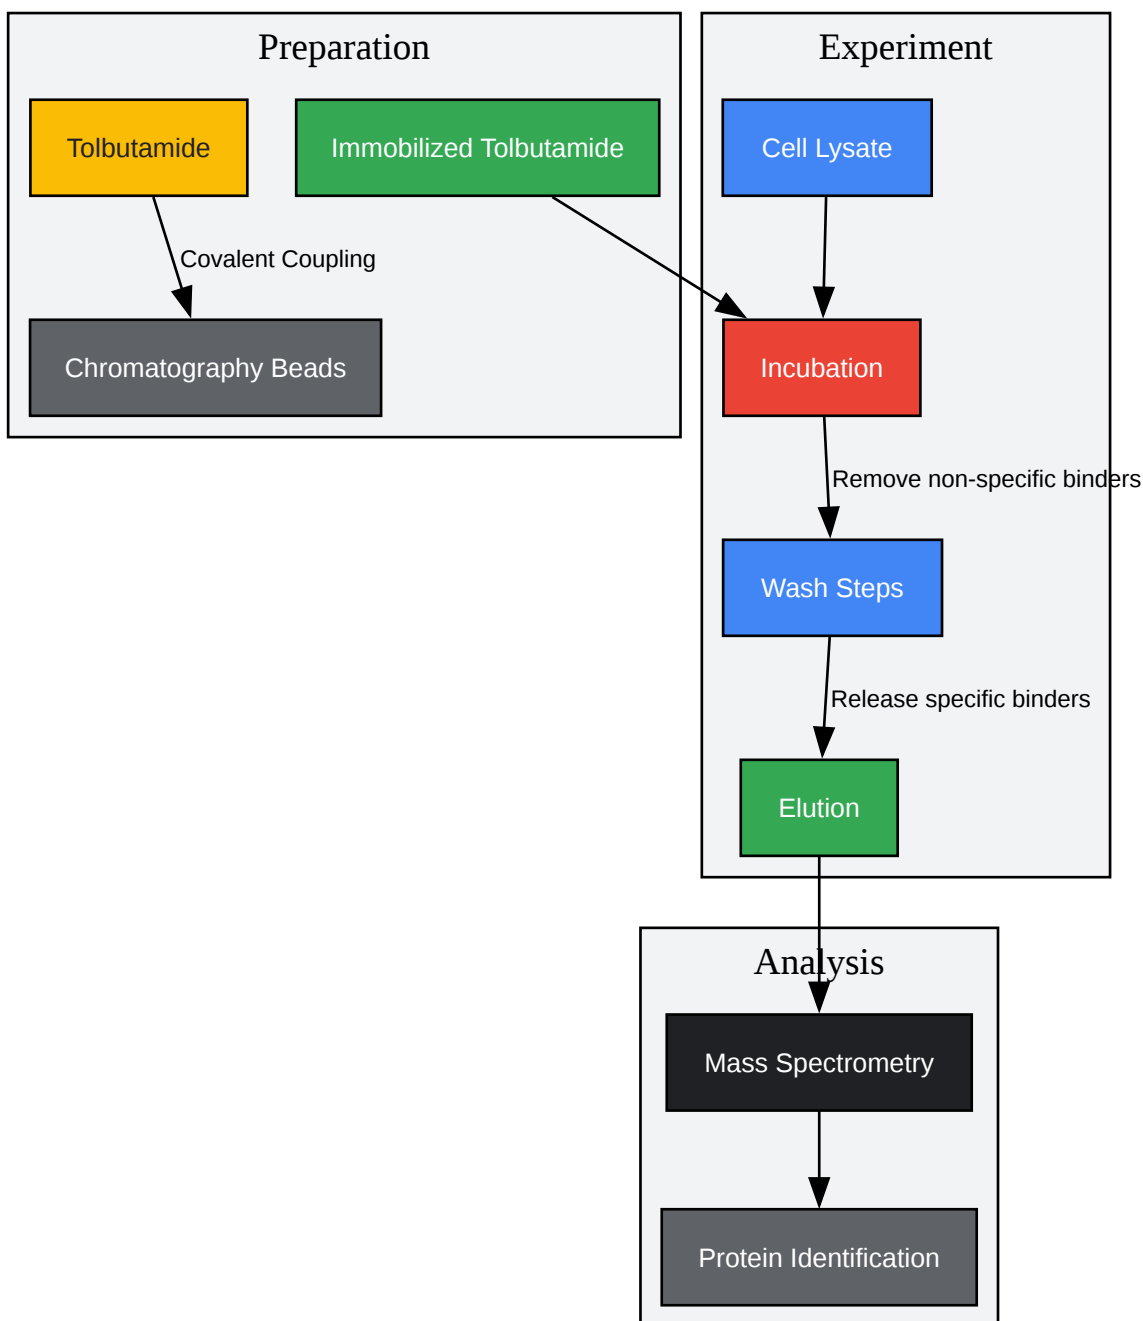 Preparation
Tolbutamide
Immobilized Tolbutamide
Covalent Coupling
Chromatography Beads
Experiment
Cell Lysate
Incubation
Remove non-specific binders
Wash Steps
Release specific binders
Elution
Analysis
Mass Spectrometry
Protein Identification